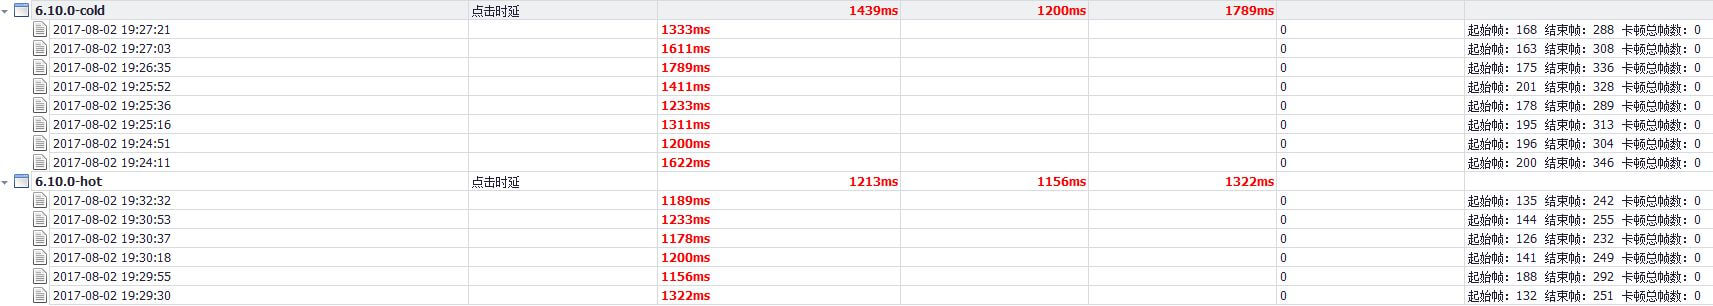 6.10.0-cold 点击时延 1439ms 1200ms 1789ms
2017-08-02 19:27:21 1333ms 0 起始帧：168 结束帧：288 卡顿总帧数：0
2017-08-02 19:27:03 1611ms 0 起始帧：163 结束帧：308 卡顿总帧数：0
2017-08-02 19:26:35 1789ms 0 起始帧：175 结束帧：336 卡顿总帧数：0
2017-08-02 19:25:52 1411ms 0 起始帧：201 结束帧：328 卡顿总帧数：0
2017-08-02 19:25:36 1233ms 0 起始帧：178 结束帧：289 卡顿总帧数：0
2017-08-02 19:25:16 1311ms 0 起始帧：195 结束帧：313 卡顿总帧数：0
2017-08-02 19:24:51 1200ms 0 起始帧：196 结束帧：304 卡顿总帧数：0
2017-08-02 19:24:11 1622ms 0 起始帧：200 结束帧：346 卡顿总帧数：0
6.10.0-hot 点击时延 1213ms 1156ms 1322ms
2017-08-02 19:32:32 1189ms 0 起始帧：135 结束帧：242 卡顿总帧数：0
2017-08-02 19:30:53 1233ms 0 起始帧：144 结束帧：255 卡顿总帧数：0
2017-08-02 19:30:37 1178ms 0 起始帧：126 结束帧：232 卡顿总帧数：0
2017-08-02 19:30:18 1200ms 0 起始帧：141 结束帧：249 卡顿总帧数：0
2017-08-02 19:29:55 1156ms 0 起始帧：188 结束帧：292 卡顿总帧数：0
2017-08-02 19:29:30 1322ms 0 起始帧：132 结束帧：251 卡顿总帧数：0